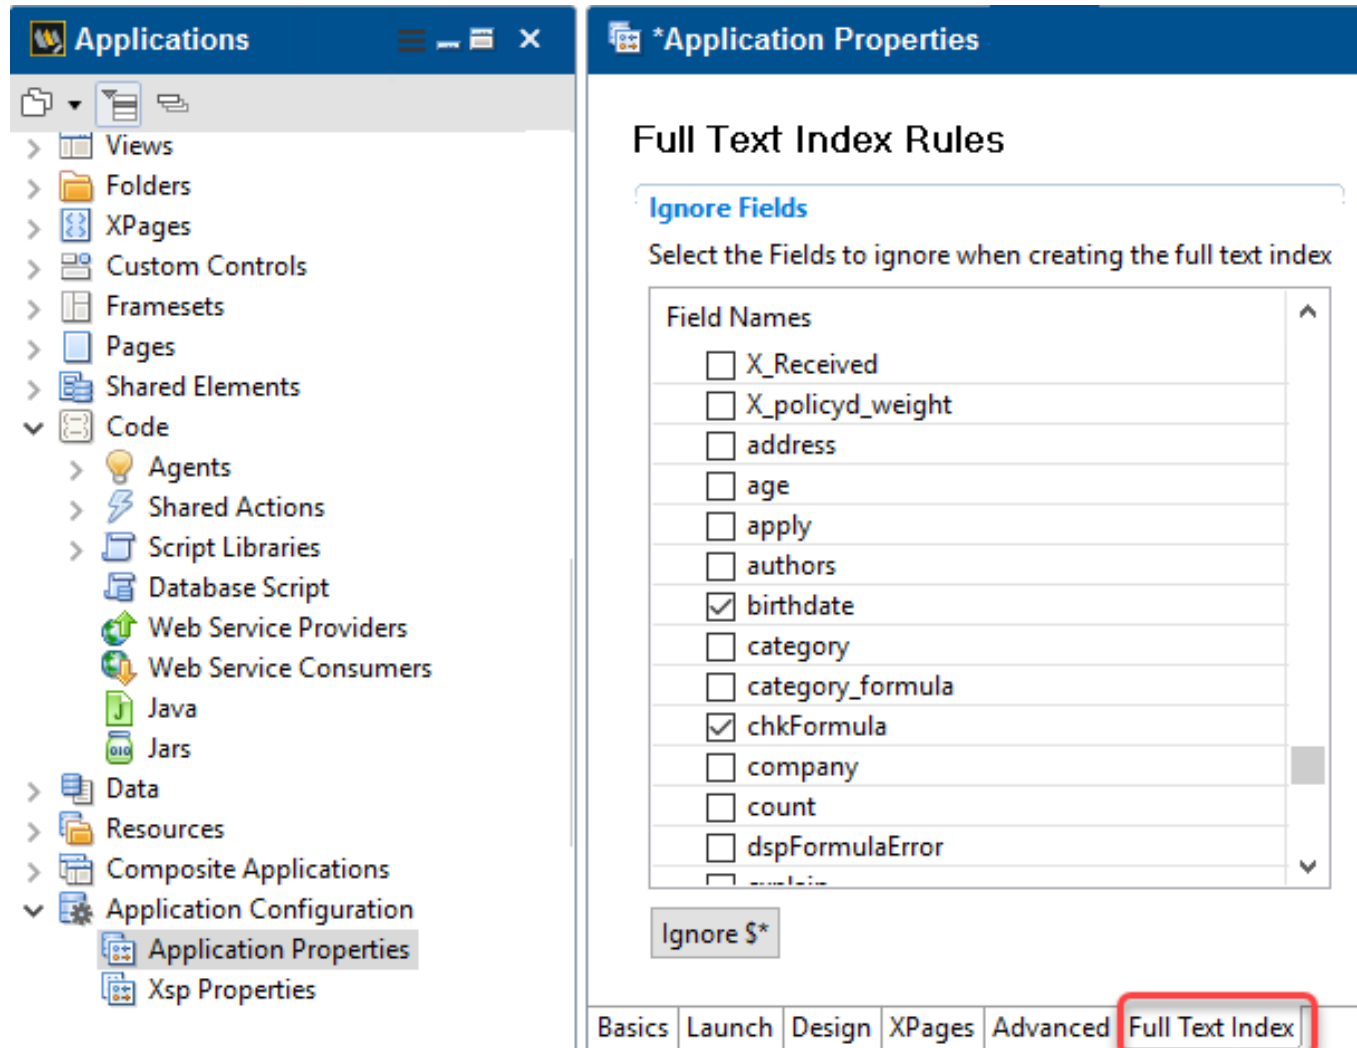 Applications
Views
Folders
XPages
Custom Controls
Framesets
Pages
Shared Elements
Code
Agents
Shared Actions
Script Libraries
Database Script
Web Service Providers
Web Service Consumers
Java
Jars
Data
Resources
Composite Applications
Application Configuration
Application Properties
Xsp Properties
*Application Properties
Full Text Index Rules
Ignore Fields
Select the Fields to ignore when creating the full text index
Field Names
X_Received
X_policyd_weight
address
age
apply
authors
birthdate
category
category_formula
chkFormula
company
count
dspFormulaError
Ignore $*
Basics Launch Design XPages Advanced Full Text Index